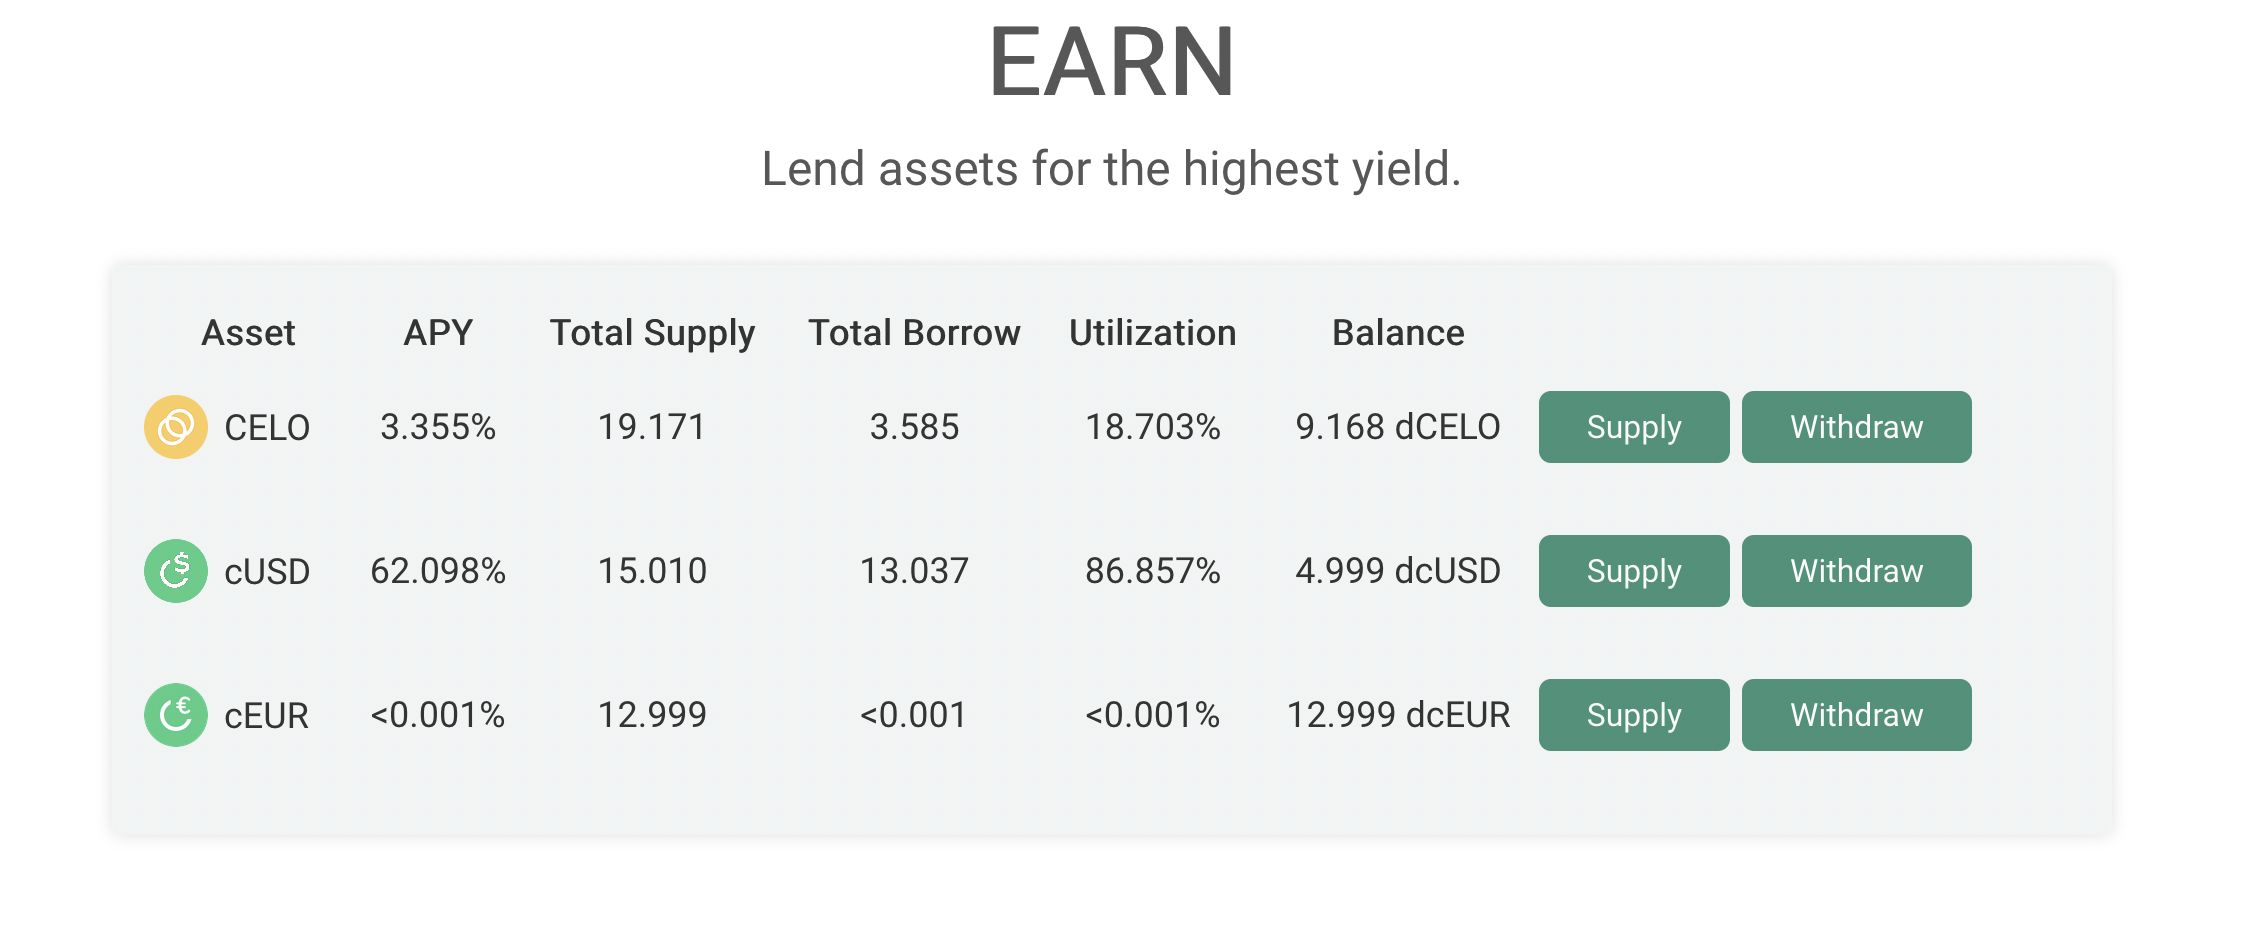 EARN
Lend assets for the highest yield.
Asset APY Total Supply Total Borrow Utilization Balance
CELO 3.355% 19.171 3.585 18.703% 9.168 dCELO Supply Withdraw
cUSD 62.098% 15.010 13.037 86.857% 4.999 dcUSD Supply Withdraw
cEUR <0.001% 12.999 <0.001 <0.001% 12.999 dcEUR Supply Withdraw